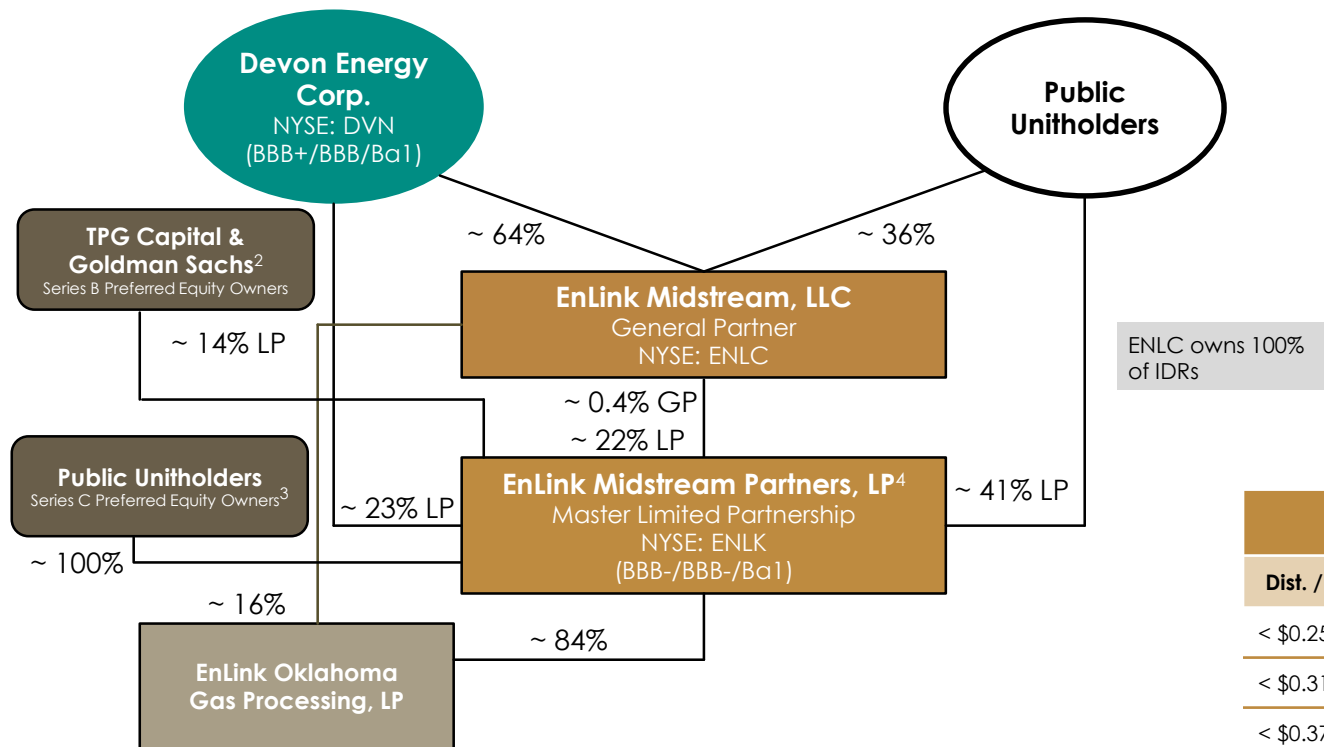 Devon Energy
Corp.
NYSE: DVN
(BBB+/BBB/Ba1)
Public
Unitholders
TPG Capital &
Goldman Sachs2
Series B Preferred Equity Owners
~ 64%
~ 36%
EnLink Midstream, LLC
General Partner
NYSE: ENLC
~ 14% LP
ENLC owns 100%
of IDRs
~ 0.4% GP
~ 22% LP
Public Unitholders
Series C Preferred Equity Owners3
EnLink Midstream Partners, LP4
Master Limited Partnership
NYSE: ENLK
(BBB-/BBB-/Ba1)
~ 23% LP
~ 41% LP
~ 100%
~ 16%
~ 84%
EnLink Oklahoma
Gas Processing, LP
Dist. /
< $0.25
< $0.31
< $0.37